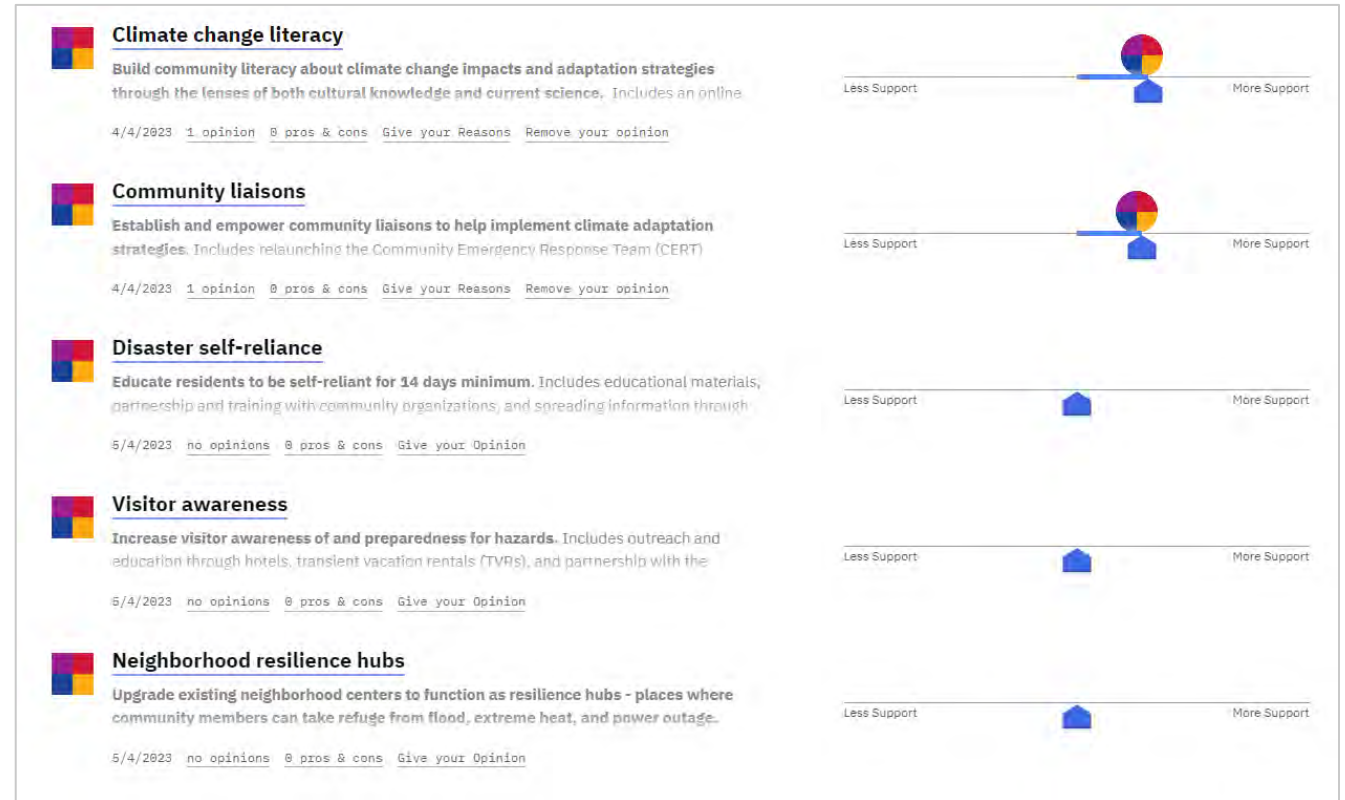 Climate change literacy
Build community literacy about climate change impacts and adaptation strategies
through the lenses of both cultural knowledge and current science. Includes an online
Less Support
More Support
4/4/2023 1 opinion 0 pros & cons Give your Reasons Remove your opinion
Community liaisons
Establish and empower community liaisons to help implement climate adaptation
strategies. Includes relaunching the Community Emergency Response Team (CERT)
Less Support
More Support
4/4/2023 1 opinion 0 pros & cons Give your Reasons Remove your opinion
Disaster self-reliance
Educate residents to be self-reliant for 14 days minimum. Includes educational materials,
partnership and training with community organizations, and spreading information through
Less Support
More Support
5/4/2023 no opinions 0 pros & cons Give your Opinion
Visitor awareness
Increase visitor awareness of and preparedness for hazards. Includes outreach and
education through hotels, transient vacation rentals (TVRs), and partnership with the
Less Support
More Support
5/4/2023 no opinions 0 pros & cons Give your Opinion
Neighborhood resilience hubs
Upgrade existing neighborhood centers to function as resilience hubs - places where
community members can take refuge from flood, extreme heat, and power outage.
Less Support
More Support
5/4/2023 no opinions 0 pros & cons Give your Opinion